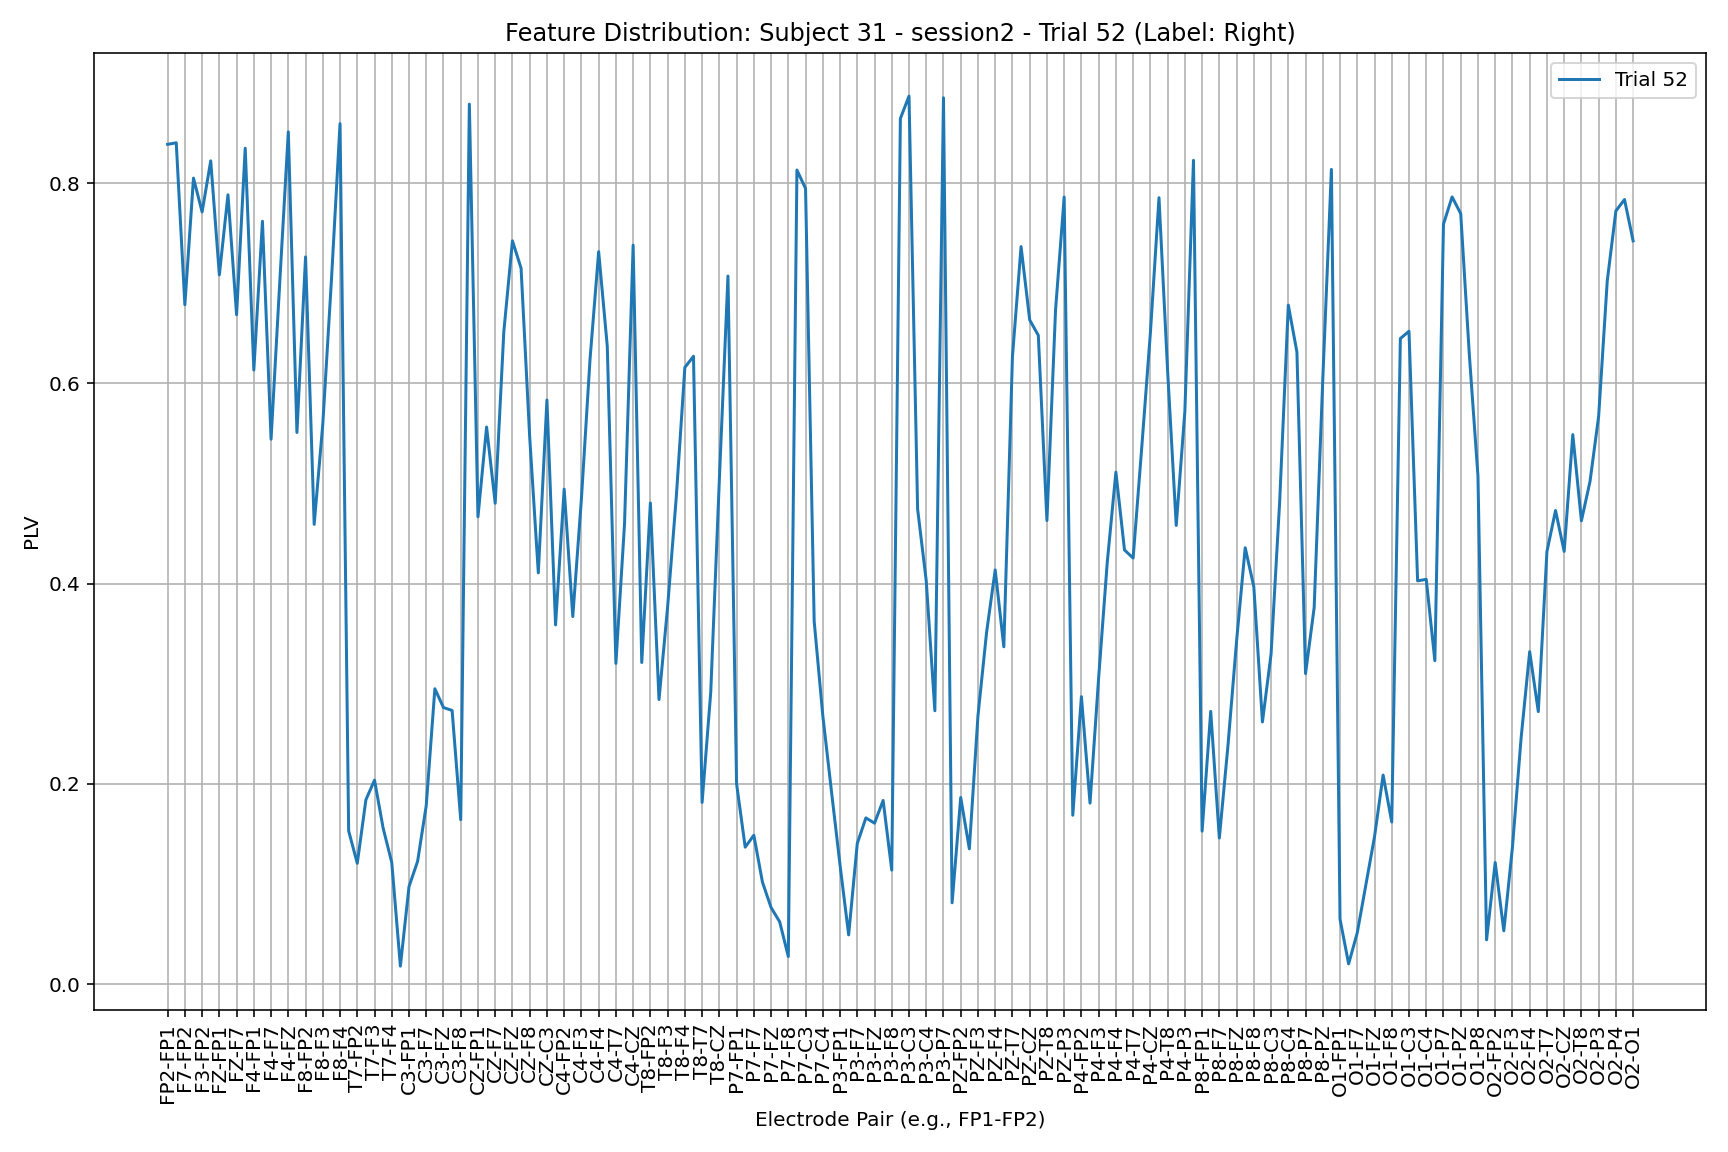 Feature Distribution: Subject 31 - session2 - Trial 52 (Label: Right)
Trial 52
PLV
0.8
0.6
0.4
0.2
0.0
FP2-FP1
F7-FP2
F3-FP2
FZ-FP1
FZ-F7
F4-FP1
F4-F7
F4-FZ
F8-FP2
F8-F3
F8-F4
T7-FP2
T7-F3
T7-F4
C3-FP1
C3-F7
C3-FZ
C3-F8
CZ-FP1
CZ-F7
CZ-FZ
CZ-F8
CZ-C3
C4-FP2
C4-F3
C4-F4
C4-T7
C4-CZ
T8-FP2
T8-F3
T8-F4
T8-T7
T8-CZ
P7-FP1
P7-F7
P7-FZ
P7-F8
P7-C3
P7-C4
P3-FP1
P3-F7
P3-FZ
P3-F8
P3-C3
P3-C4
P3-P7
PZ-FP2
PZ-F3
PZ-F4
PZ-T7
PZ-CZ
PZ-T8
PZ-P3
P4-FP2
P4-F3
P4-F4
P4-T7
P4-CZ
P4-T8
P4-P3
P8-FP1
P8-F7
P8-FZ
P8-F8
P8-C3
P8-C4
P8-P7
P8-PZ
O1-FP1
O1-F7
O1-FZ
O1-F8
O1-C3
O1-C4
O1-P7
O1-PZ
O1-P8
O2-FP2
O2-F3
O2-F4
O2-T7
O2-CZ
O2-T8
O2-P3
O2-P4
O2-O1
Electrode Pair (e.g., FP1-FP2)